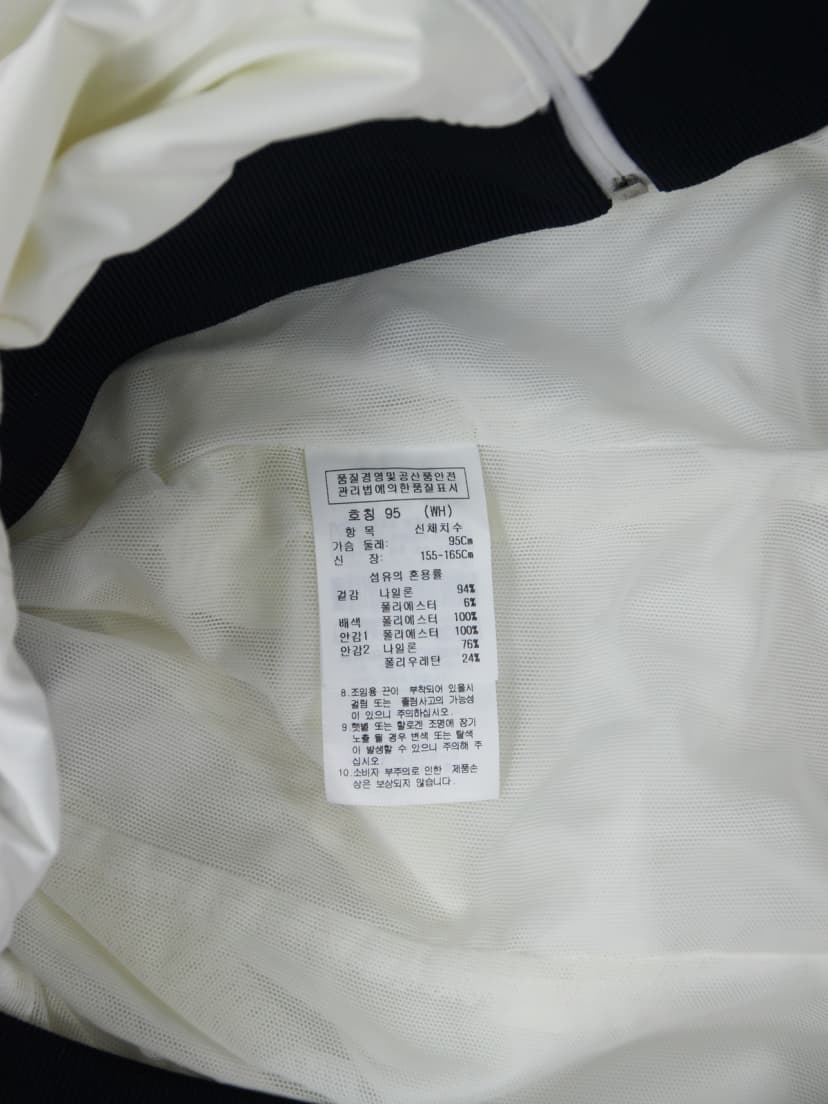 품질경영및공산품안전
관리법에의한품질표시
호칭 95 (WH)
항 목 신체치수
가슴 둘레: 95Cm
신 장: 155-165Cm
섬유의 혼용률
겉감 나일론 94%
폴리에스터 6%
배색 폴리에스터 100%
안감1 폴리에스터 100%
안감2 나일론 76%
폴리우레탄 24%
8.조임용 끈이 부착되어 있을시
걸림 또는 졸림사고의 가능성
이 있으니 주의하십시오.
9.햇볕 또는 할로겐 조명에 장기
노출 될 경우 변색 또는 탈색
이 발생할 수 있으니 주의해 주
십시오.
10.소비자 부주의로 인한 제품손
상은 보상되지 않습니다.